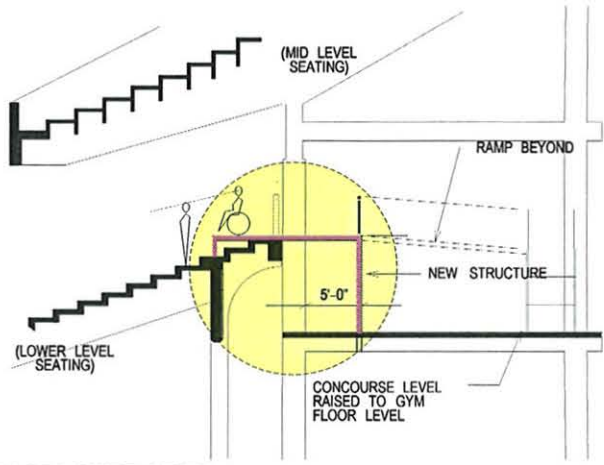 (MID LEVEL
SEATING)
RAMP BEYOND
NEW STRUCTURE
5'-0"
(LOWER LEVEL
SEATING)
CONCOURSE LEVEL
RAISED TO GYM
FLOOR LEVEL